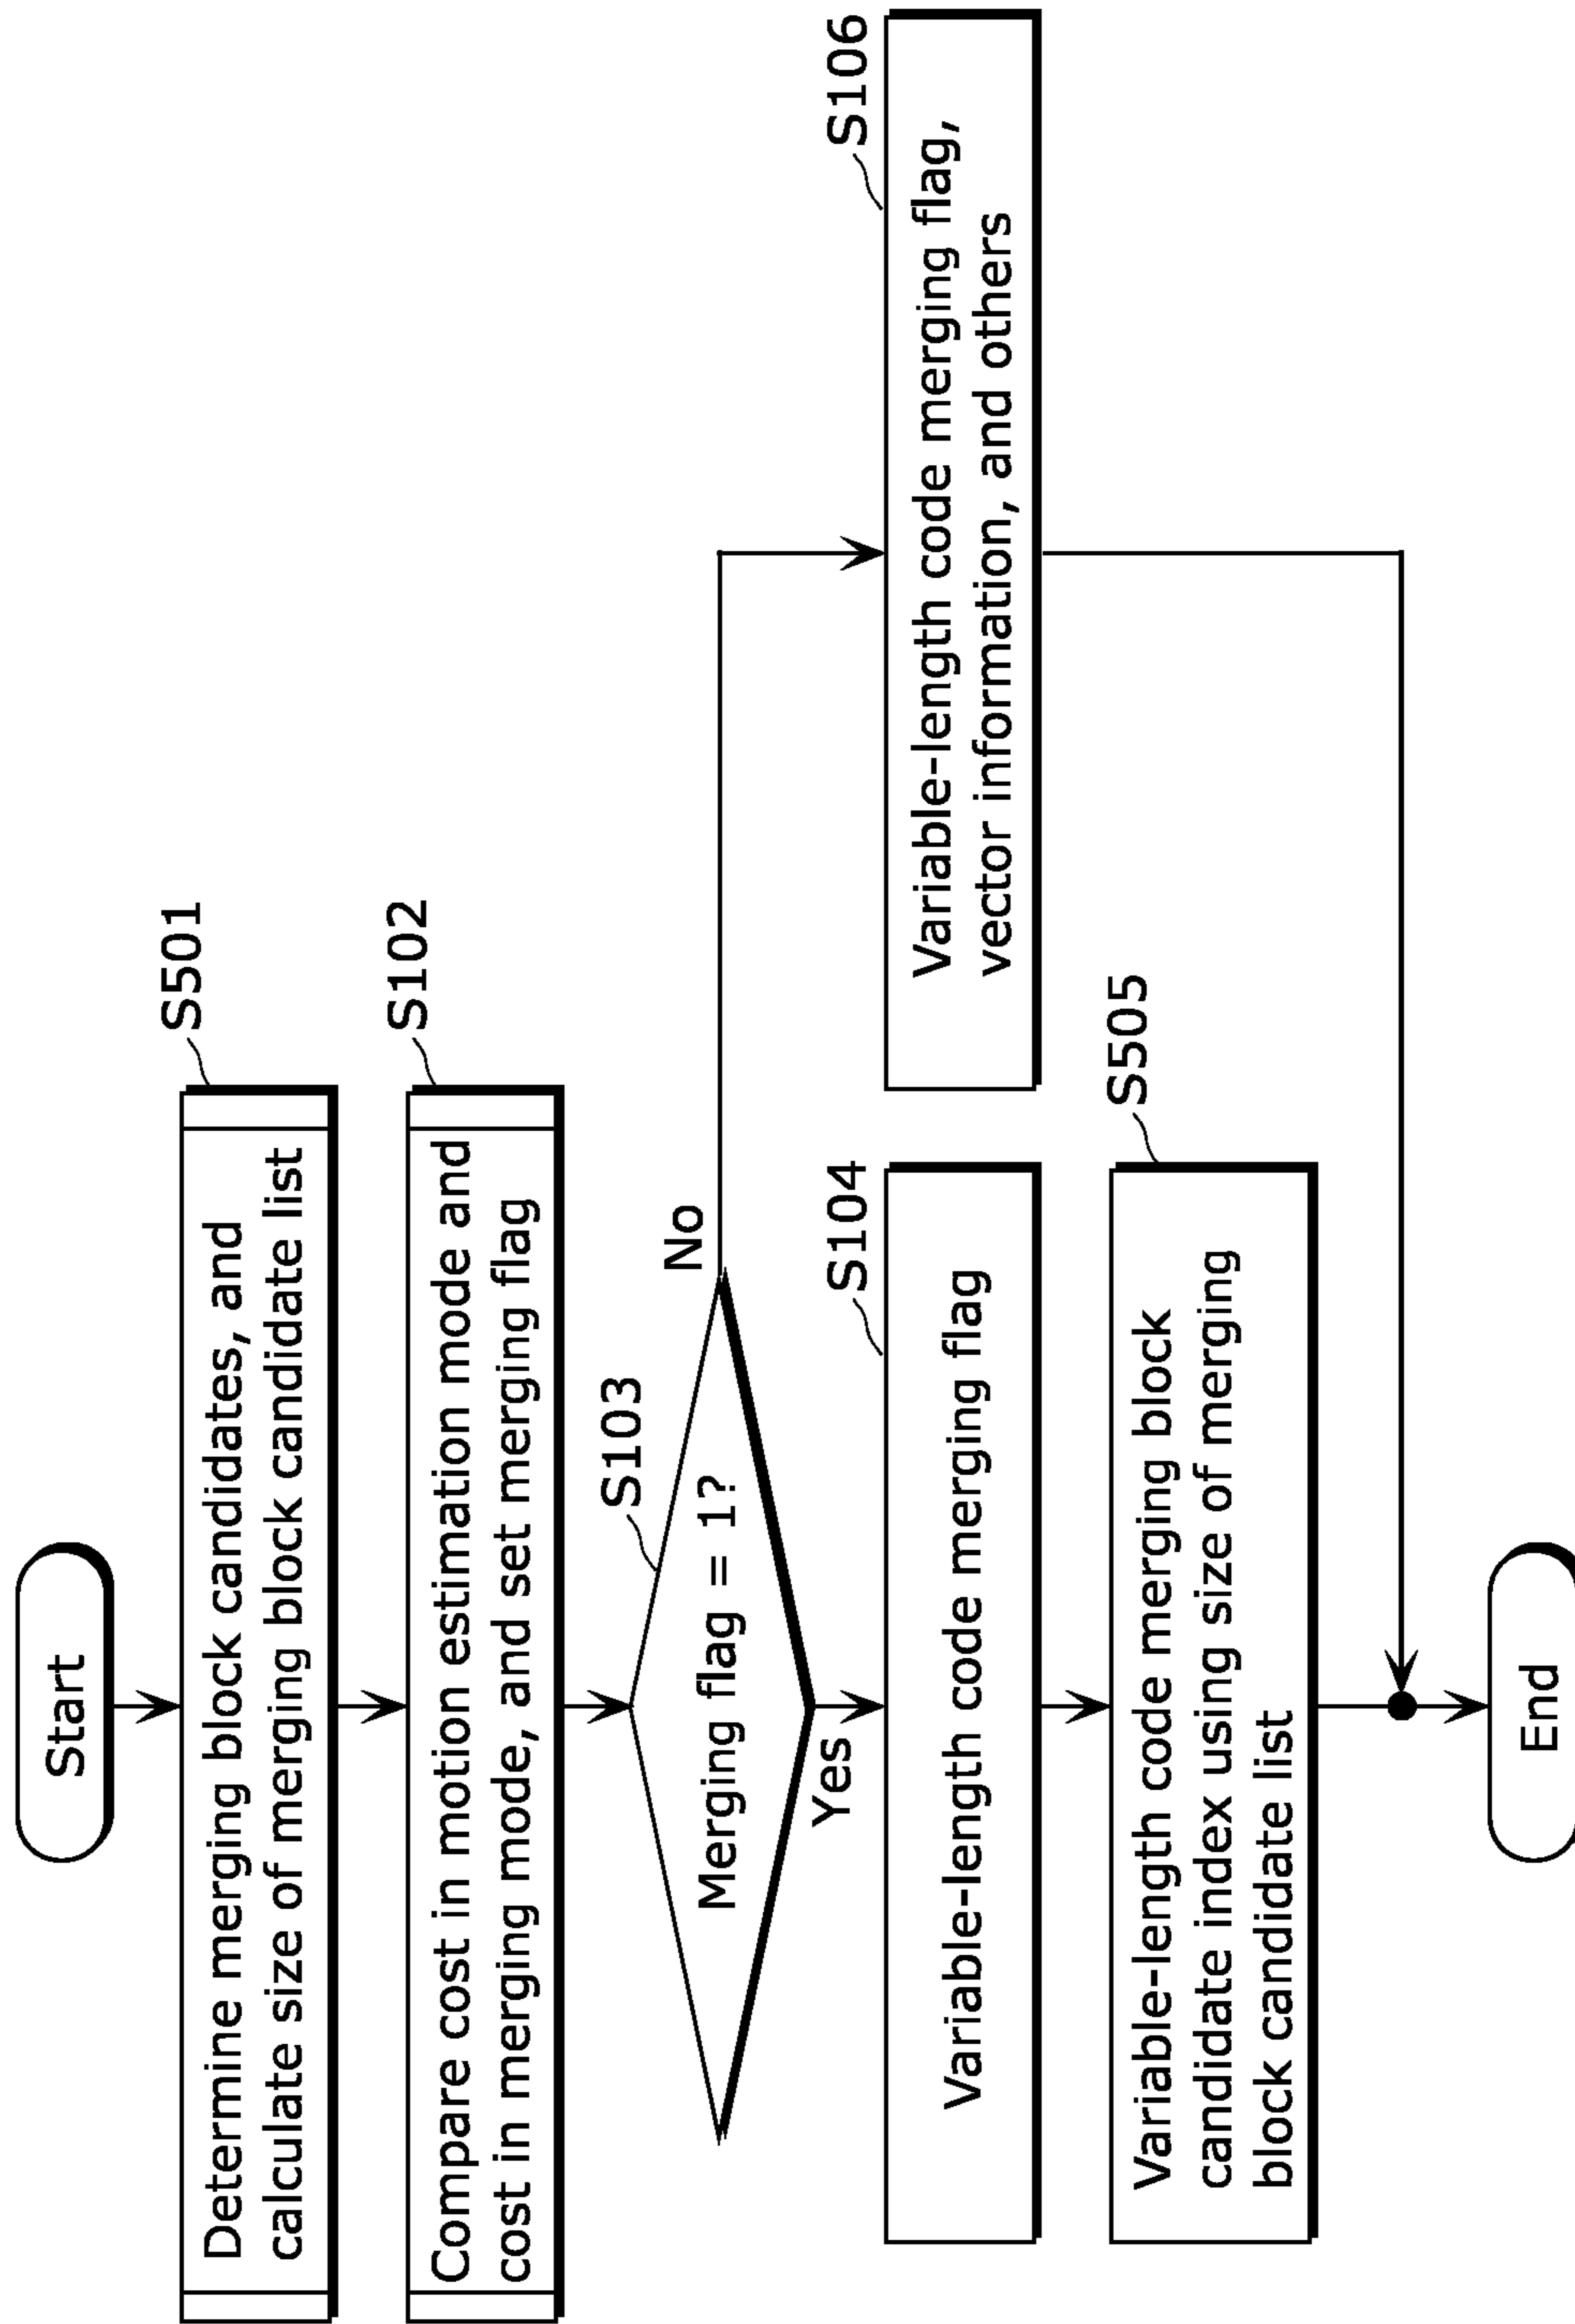 Start
S501
Determine merging block candidates, and
calculate size of merging block candidate list
S102
Compare cost in motion estimation mode and
cost in merging mode, and set merging flag
S103
Merging flag = 1?
No
Yes
S104
Variable-length code merging flag
S106
Variable-length code merging flag,
vector information, and others
S505
Variable-length code merging block
candidate index using size of merging
block candidate list
End